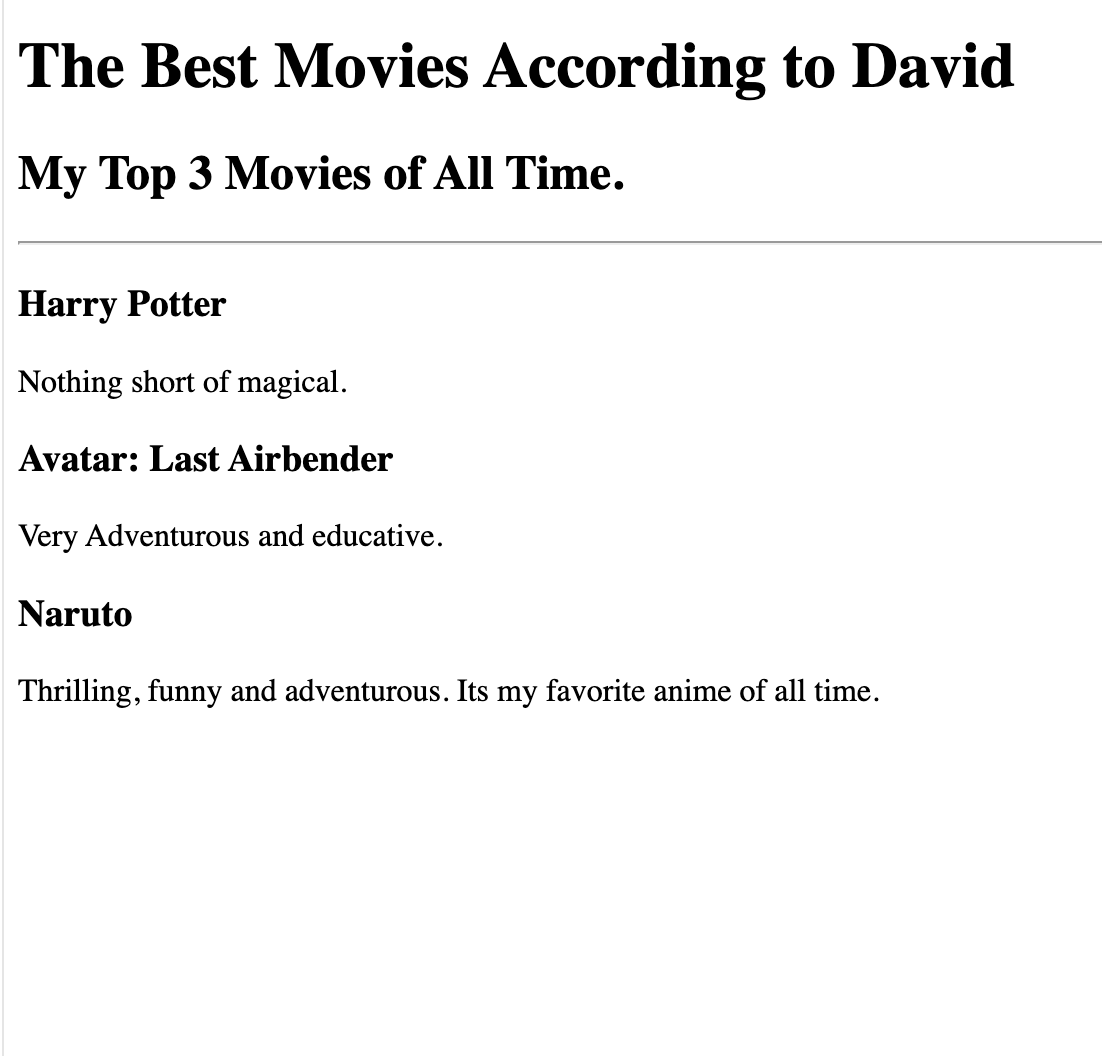 The Best Movies According to David
My Top 3 Movies of All Time.
Harry Potter
Nothing short of magical.
Avatar: Last Airbender
Very Adventurous and educative.
Naruto
Thrilling, funny and adventurous. Its my favorite anime of all time.